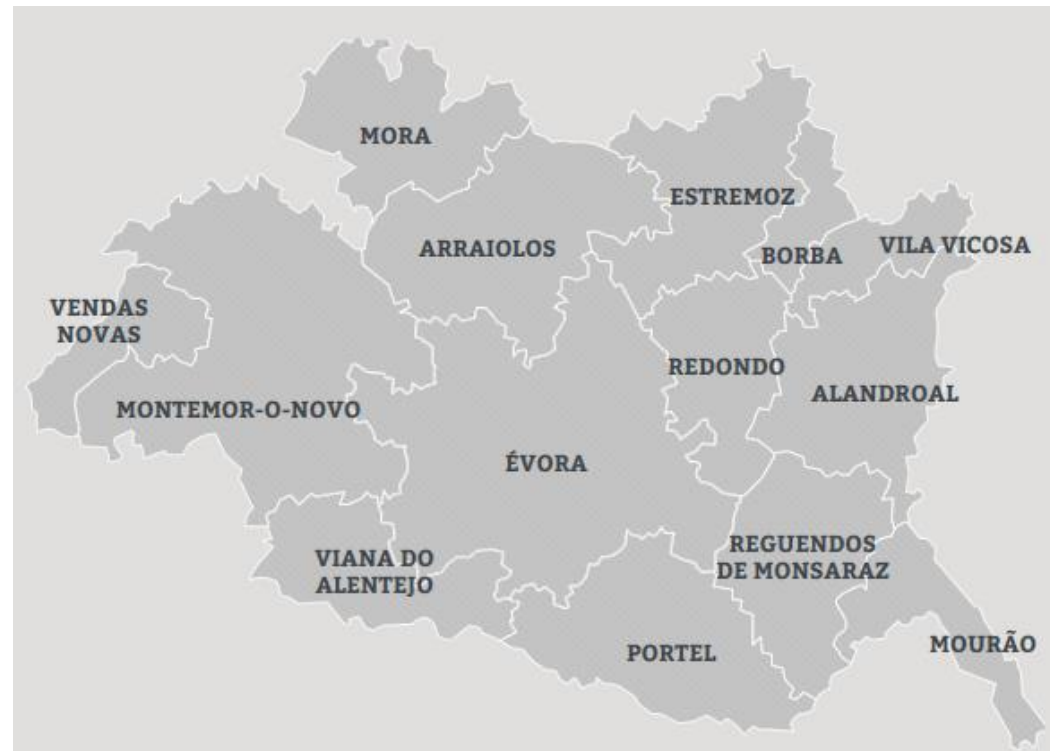 MORA
ESTREMOZ
ARRAIOLOS
BORBA
VILA VICOSA
VENDAS
NOVAS
REDONDO
ALANDROAL
MONTEMOR-O-NOVO
ÉVORA
REGUENDOS
DE MONSARAZ
VIANA DO
ALENTEJO
PORTEL
MOURÃO